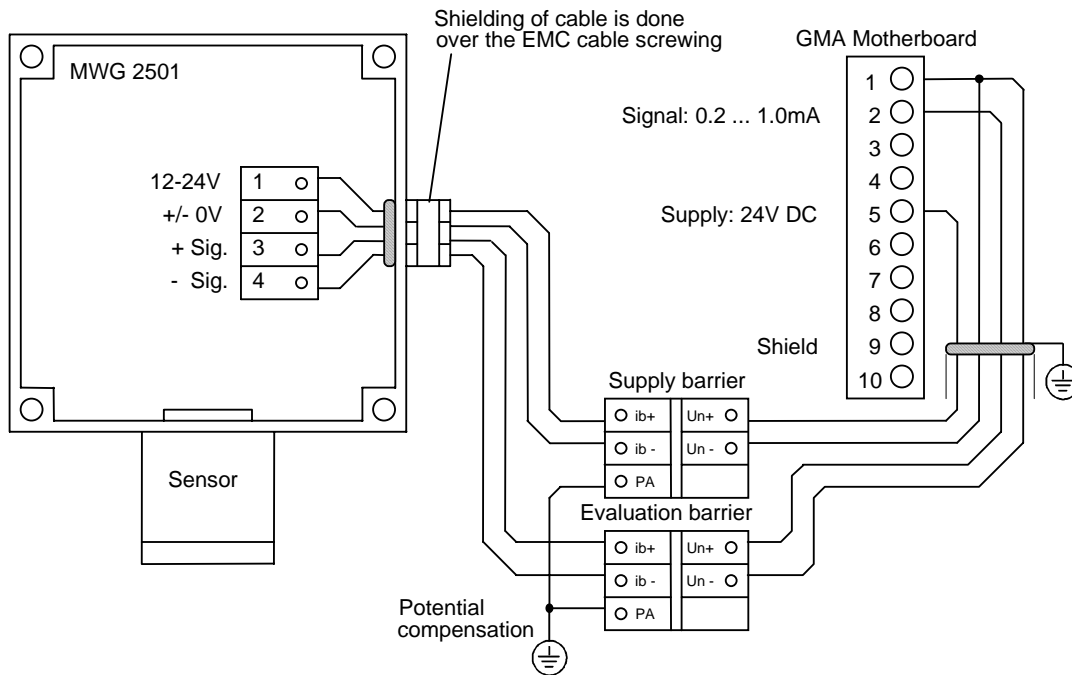 Shielding of cable is done
over the EMC cable screwing
GMA Motherboard
MWG 2501
1
Signal: 0.2 ... 1.0mA 2
3
12-24V 1
4
+/- 0V 2
Supply: 24V DC 5
+ Sig. 3
6
- Sig. 4
7
8
Shield 9
10
Supply barrier
ib+ Un+
ib - Un -
PA
Sensor
Evaluation barrier
ib+ Un+
ib - Un -
PA
Potential
compensation